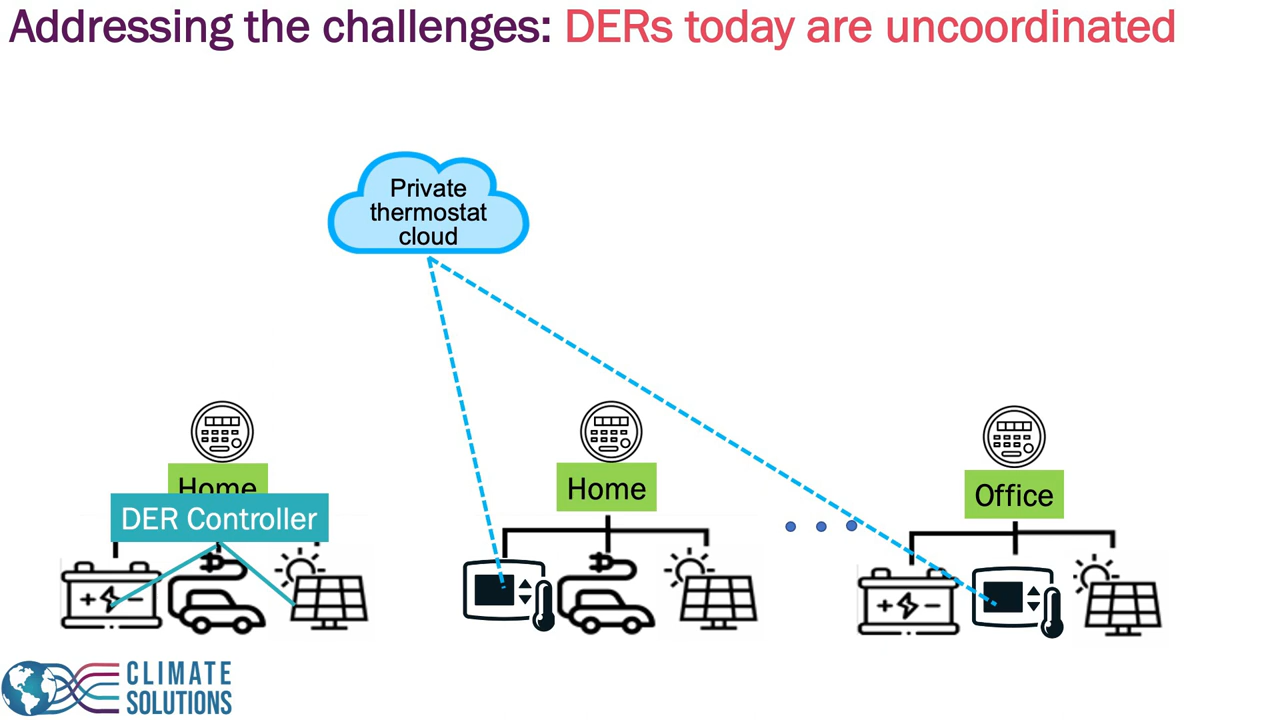 Addressing the challenges: DERs today are uncoordinated
Private
thermostat
cloud
Home
DER Controller
Home
Office
CLIMATE
SOLUTIONS